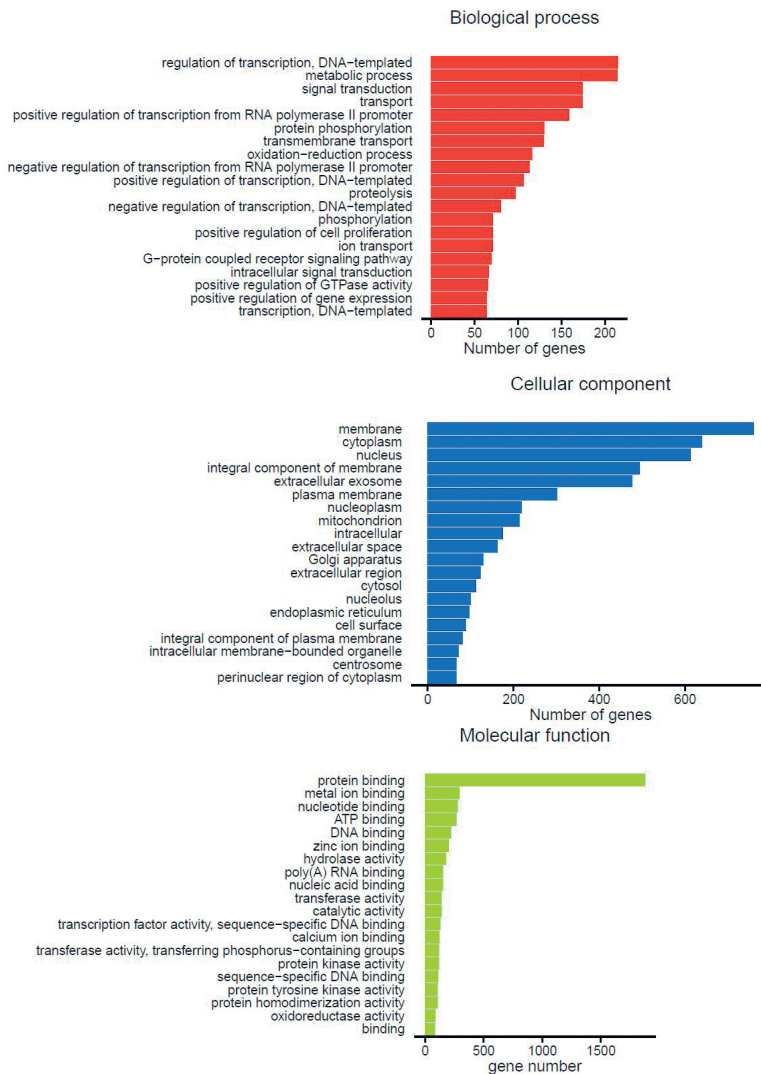 Biological process
regulation of transcription, DNA−templated
metabolic process
signal transduction
transport
positive regulation of transcription from RNA polymerase II promoter
protein phosphorylation
transmembrane transport
oxidation−reduction process
negative regulation of transcription from RNA polymerase II promoter
positive regulation of transcription, DNA−templated
proteolysis
negative regulation of transcription, DNA−templated
phosphorylation
positive regulation of cell proliferation
ion transport
G−protein coupled receptor signaling pathway
intracellular signal transduction
positive regulation of GTPase activity
positive regulation of gene expression
transcription, DNA−templated
0 50 100 150 200
Number of genes
Cellular component
membrane
cytoplasm
nucleus
integral component of membrane
extracellular exosome
plasma membrane
nucleoplasm
mitochondrion
intracellular
extracellular space
Golgi apparatus
extracellular region
cytosol
nucleolus
endoplasmic reticulum
cell surface
integral component of plasma membrane
intracellular membrane−bounded organelle
centrosome
perinuclear region of cytoplasm
0 200 400 600
Number of genes
Molecular function
protein binding
metal ion binding
nucleotide binding
ATP binding
DNA binding
zinc ion binding
hydrolase activity
poly(A) RNA binding
nucleic acid binding
transferase activity
catalytic activity
transcription factor activity, sequence−specific DNA binding
calcium ion binding
transferase activity, transferring phosphorus−containing groups
protein kinase activity
sequence−specific DNA binding
protein tyrosine kinase activity
protein homodimerization activity
oxidoreductase activity
binding
0 500 1000 1500
gene number